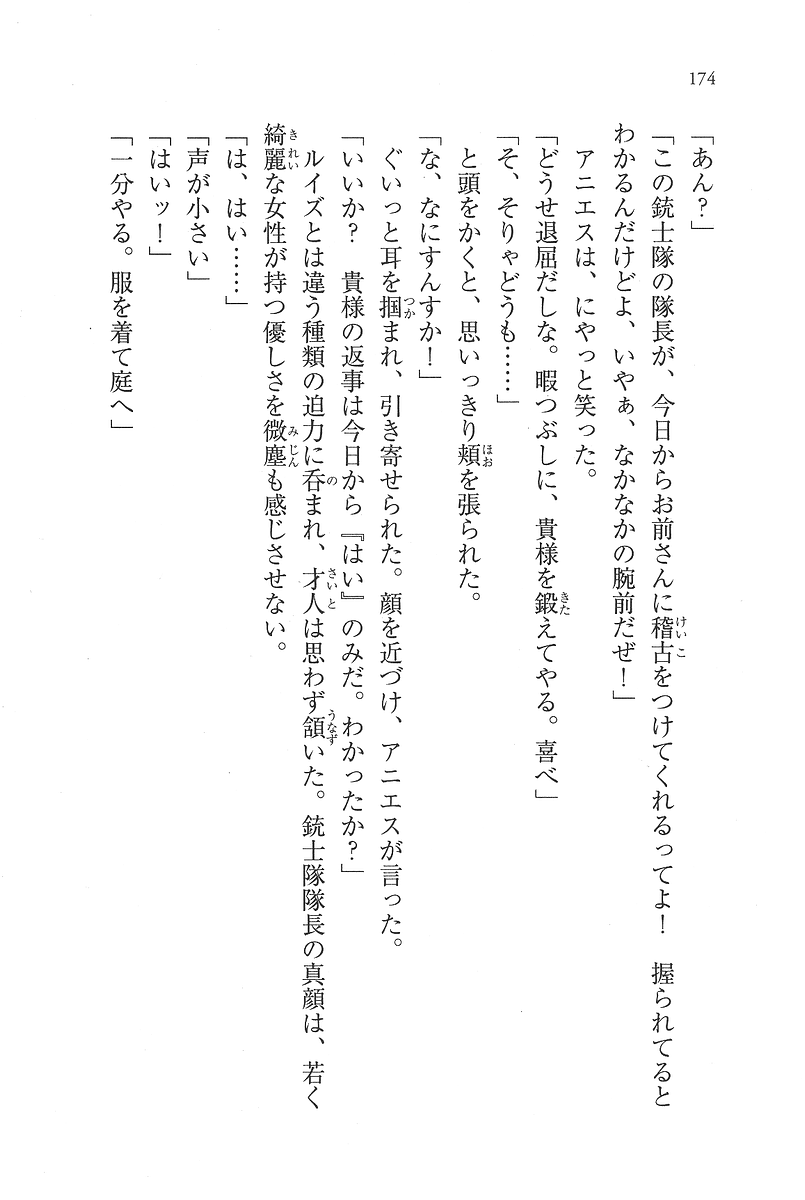 174
「あん？」
「この銃士隊の隊長が、今日からお前さんに稽古をつけてくれるってよ！　握られてると
わかるんだけどよ、いやぁ、なかなかの腕前だぜ！」
　アニエスは、にやっと笑った。
「どうせ退屈だしな。暇つぶしに、貴様を鍛えてやる。喜べ」
「そ、そりゃどうも……」
　と頭をかくと、思いっきり頬を張られた。
「な、なにすんすか！」
　ぐいっと耳を掴まれ、引き寄せられた。顔を近づけ、アニエスが言った。
「いいか？　貴様の返事は今日から『はい』のみだ。わかったか？」
　ルイズとは違う種類の迫力に呑まれ、才人は思わず頷いた。銃士隊隊長の真顔は、若く
綺麗な女性が持つ優しさを微塵も感じさせない。
「は、はい……」
「声が小さい」
「はいッ！」
「一分やる。服を着て庭へ」